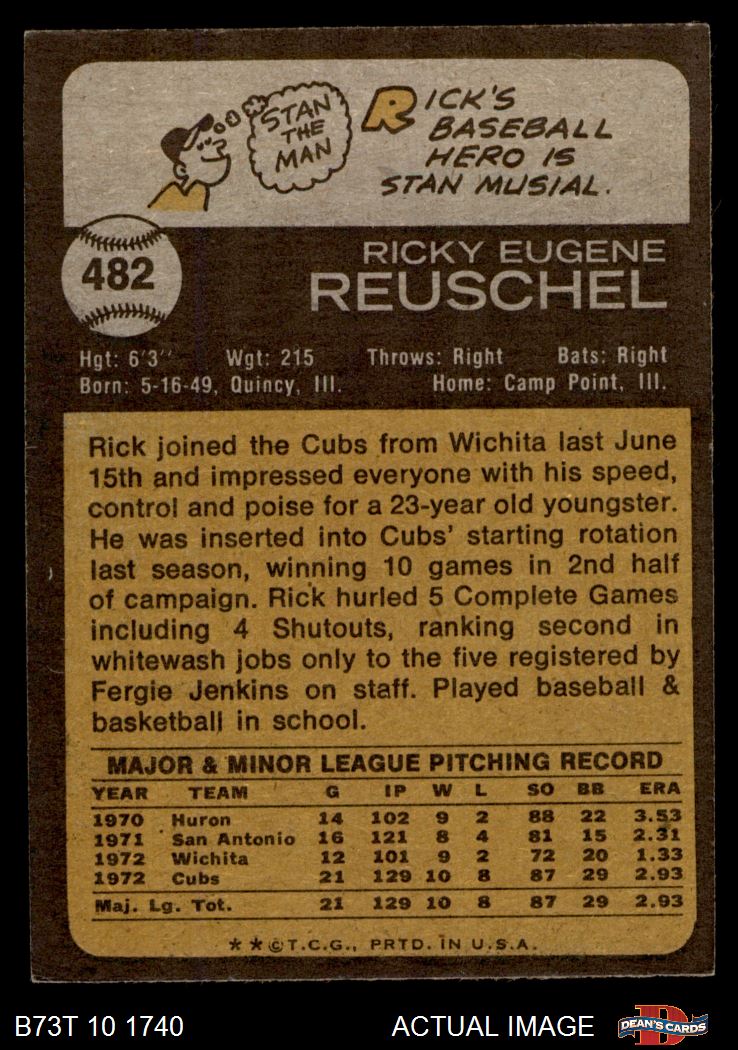 STAN
THE
MAN
RICK'S
BASEBALL
HERO IS
STAN MUSIAL.
482
RICKY EUGENE
REUSCHEL
Hgt: 6'3" Wgt: 215 Throws: Right Bats: Right
Born: 5-16-49, Quincy, Ill. Home: Camp Point, Ill.
Rick joined the Cubs from Wichita last June
15th and impressed everyone with his speed,
control and poise for a 23-year old youngster.
He was inserted into Cubs' starting rotation
last season, winning 10 games in 2nd half
of campaign. Rick hurled 5 Complete Games
including 4 Shutouts, ranking second in
whitewash jobs only to the five registered by
Fergie Jenkins on staff. Played baseball &
basketball in school.
MAJOR & MINOR LEAGUE PITCHING RECORD
YEAR TEAM G IP W L SO BB ERA
1970 Huron 14 102 9 2 88 22 3.53
1971 San Antonio 16 121 8 4 81 15 2.31
1972 Wichita 12 101 9 2 72 20 1.33
1972 Cubs 21 129 10 8 87 29 2.93
Maj. Lg. Tot. 21 129 10 8 87 29 2.93
**©T.C.G., PRTD. IN U.S.A.
B73T 10 1740 ACTUAL IMAGE D DEAN'S CARDS